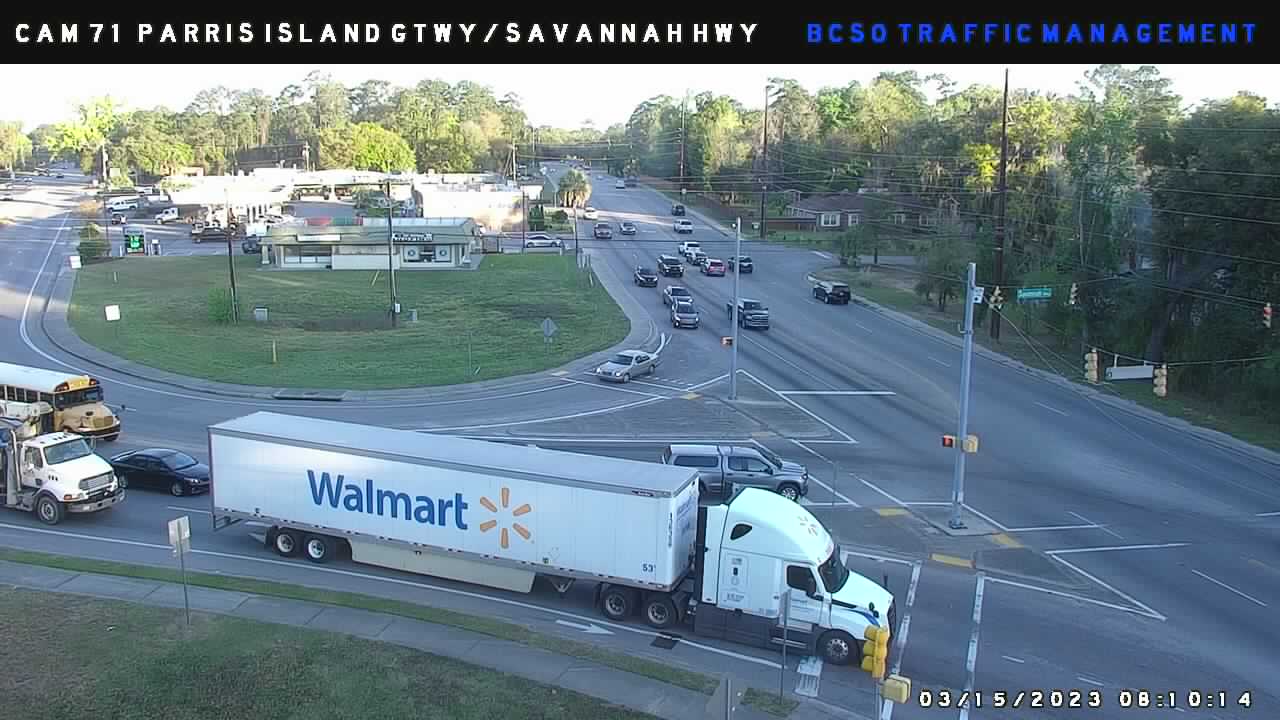 CAM 71 PARRIS ISLAND GTWY/SAVANNAH HWY BCSO TRAFFIC MANAGEMENT
Walmart
53'
03/15/2023 08:10:14